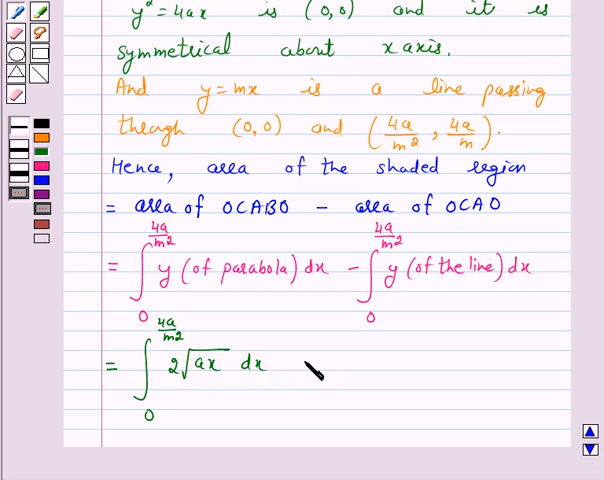 y² = 4ax is (0,0) and it is
symmetrical about x axis.
And y=mx is a line passing
through (0,0) and (4a/m², 4a/m).
Hence, area of the shaded region
= area of OCABO − area of OCAO
= ∫₀^(4a/m²) y (of parabola) dx − ∫₀^(4a/m²) y (of the line) dx
= ∫₀^(4a/m²) 2√(ax) dx